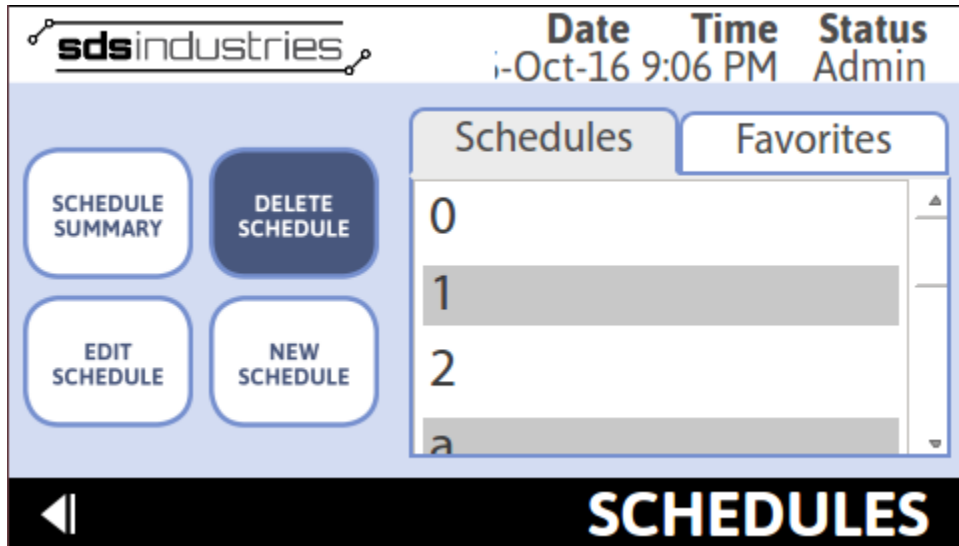 sdsindustries
Date Time Status
-Oct-16 9:06 PM Admin
Schedules Favorites
SCHEDULE
SUMMARY
DELETE
SCHEDULE
EDIT
SCHEDULE
NEW
SCHEDULE
0
1
2
a
SCHEDULES